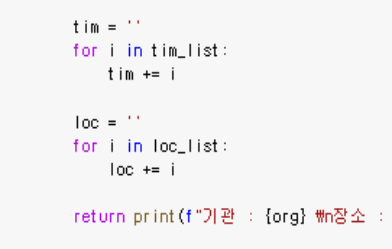 tim = ''
for i in tim_list:
    tim += i
loc = ''
for i in loc_list:
    loc += i
return print(f"기관 : {org} ₩n장소 :